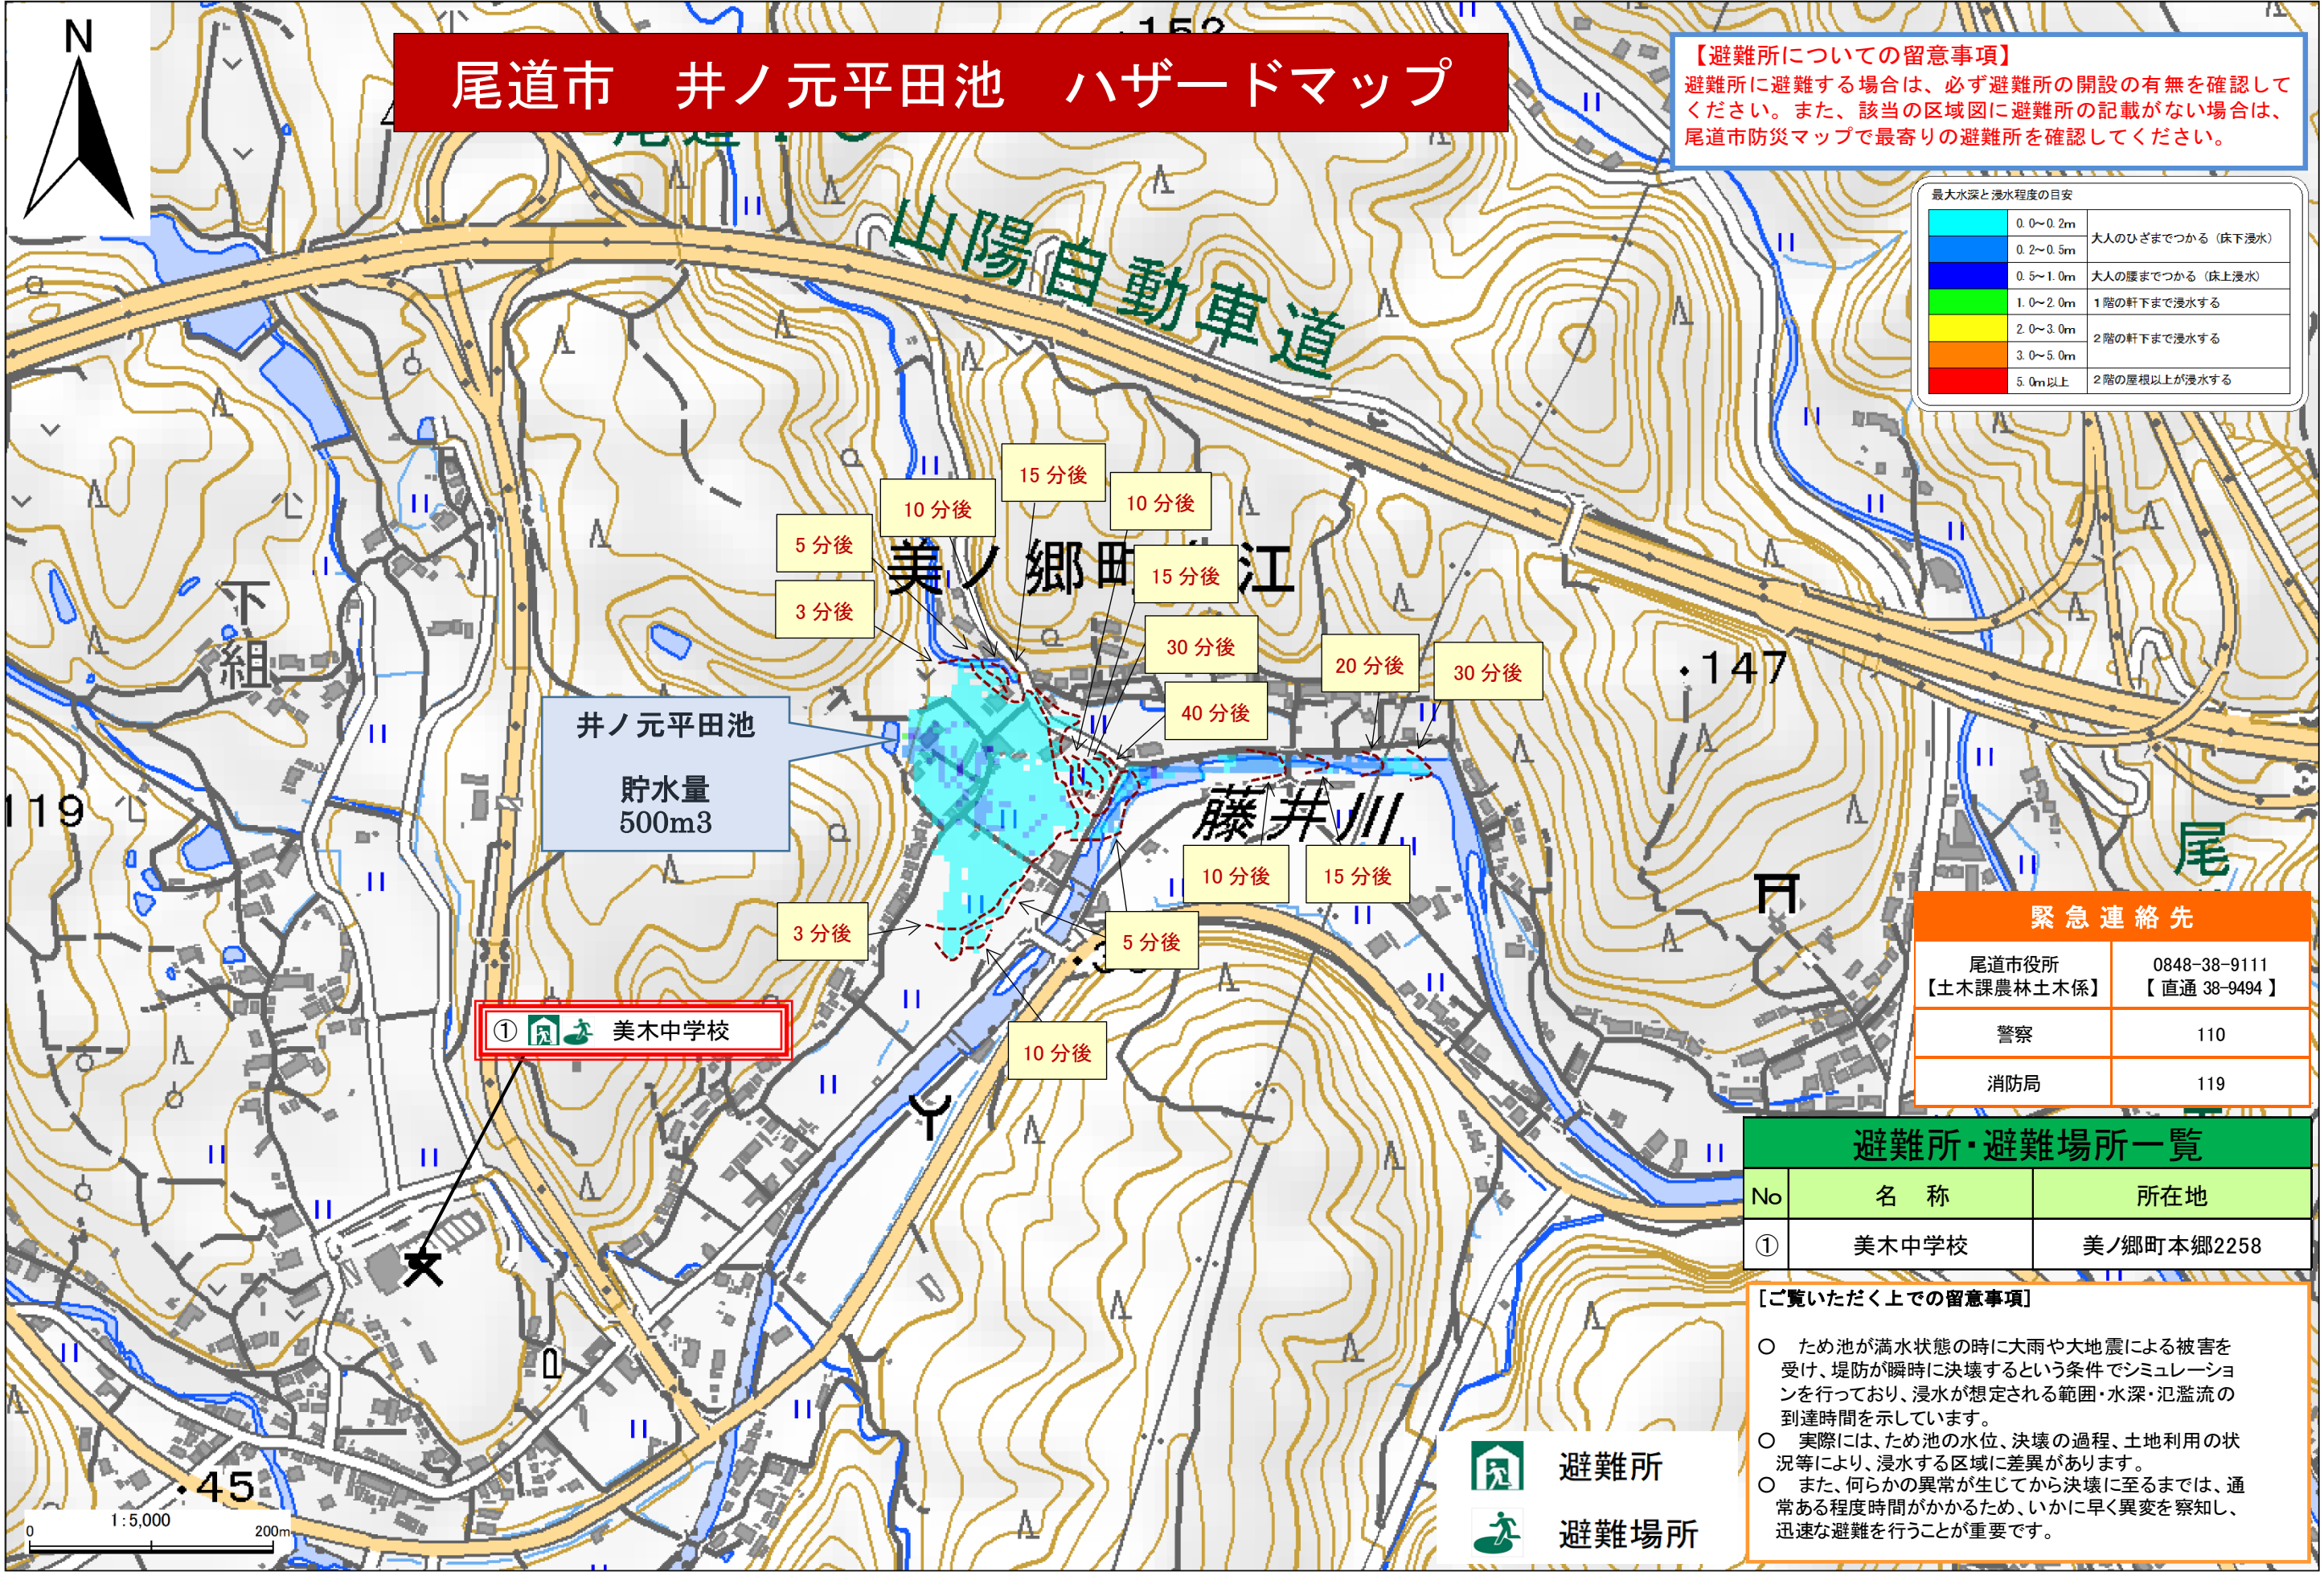 N
尾道市　井ノ元平田池　ハザードマップ
【避難所についての留意事項】
避難所に避難する場合は、必ず避難所の開設の有無を確認して
ください。また、該当の区域図に避難所の記載がない場合は、
尾道市防災マップで最寄りの避難所を確認してください。
最大水深と浸水程度の目安
0.0～0.2m
大人のひざまでつかる（床下浸水）
0.2～0.5m
0.5～1.0m　大人の腰までつかる（床上浸水）
1.0～2.0m　1階の軒下まで浸水する
2.0～3.0m
2階の軒下まで浸水する
3.0～5.0m
5.0m以上　2階の屋根以上が浸水する
山陽自動車道
15 分後
10 分後
10 分後
5 分後
美ノ郷町
江
15 分後
3 分後
下組
30 分後
20 分後
30 分後
・147
40 分後
井ノ元平田池
貯水量
500m3
119
藤井川
尾
10 分後
15 分後
3 分後
5 分後
10 分後
① 美木中学校
緊急連絡先
尾道市役所
【土木課農林土木係】
0848-38-9111
【 直通 38-9494 】
警察　110
消防局　119
避難所・避難場所一覧
No　名　称　所在地
①　美木中学校　美ノ郷町本郷2258
[ご覧いただく上での留意事項]
○　ため池が満水状態の時に大雨や大地震による被害を
受け、堤防が瞬時に決壊するという条件でシミュレーショ
ンを行っており、浸水が想定される範囲・水深・氾濫流の
到達時間を示しています。
○　実際には、ため池の水位、決壊の過程、土地利用の状
況等により、浸水する区域に差異があります。
○　また、何らかの異常が生じてから決壊に至るまでは、通
常ある程度時間がかかるため、いかに早く異変を察知し、
迅速な避難を行うことが重要です。
避難所
避難場所
・45
1:5,000
0　200m